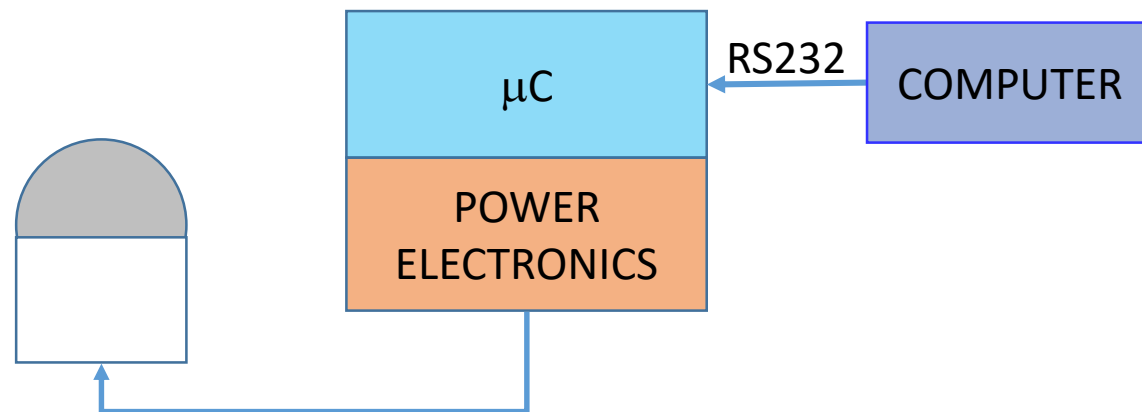 μC
RS232
COMPUTER
POWER
ELECTRONICS